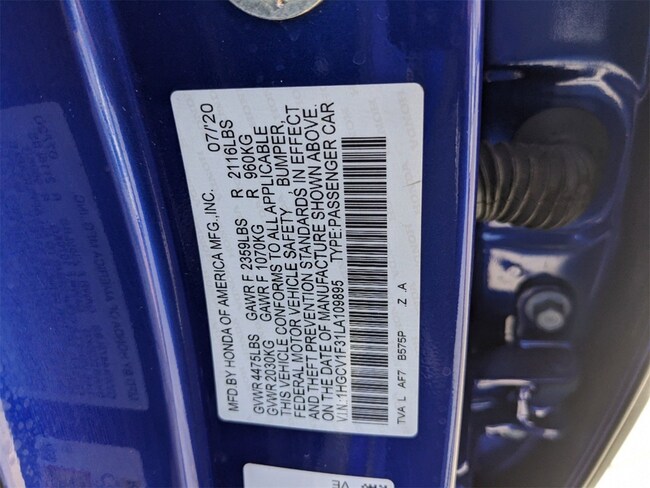 MFD BY HONDA OF AMERICA MFG.,INC. 07/'20
GVWR 4475LBS GAWR F 2359LBS R 2116LBS
GVWR 2030KG GAWR F 1070KG R 960KG
THIS VEHICLE CONFORMS TO ALL APPLICABLE
FEDERAL MOTOR VEHICLE SAFETY , BUMPER,
AND THEFT PREVENTION STANDARDS IN EFFECT
ON THE DATE OF MANUFACTURE SHOWN ABOVE.
V.I.N.:1HGCV1F31LA109895 TYPE:PASSENGER CAR
TVA L AF7 B575P Z .A